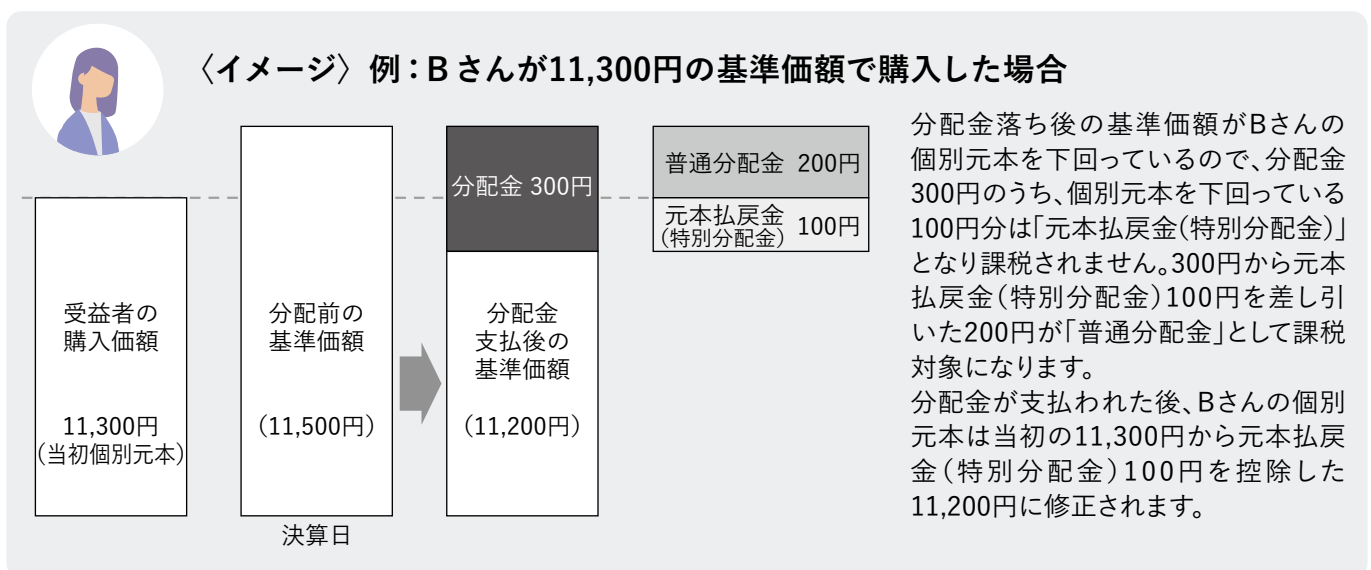 〈イメージ〉例：Bさんが11,300円の基準価額で購入した場合
受益者の
購入価額
11,300円
(当初個別元本)
分配前の
基準価額
(11,500円)
決算日
分配金 300円
分配金
支払後の
基準価額
(11,200円)
普通分配金 200円
元本払戻金
(特別分配金) 100円
分配金落ち後の基準価額がBさんの
個別元本を下回っているので、分配金
300円のうち、個別元本を下回っている
100円分は「元本払戻金(特別分配金)」
となり課税されません。300円から元本
払戻金(特別分配金)100円を差し引
いた200円が「普通分配金」として課税
対象になります。
分配金が支払われた後、Bさんの個別
元本は当初の11,300円から元本払戻
金(特別分配金)100円を控除した
11,200円に修正されます。